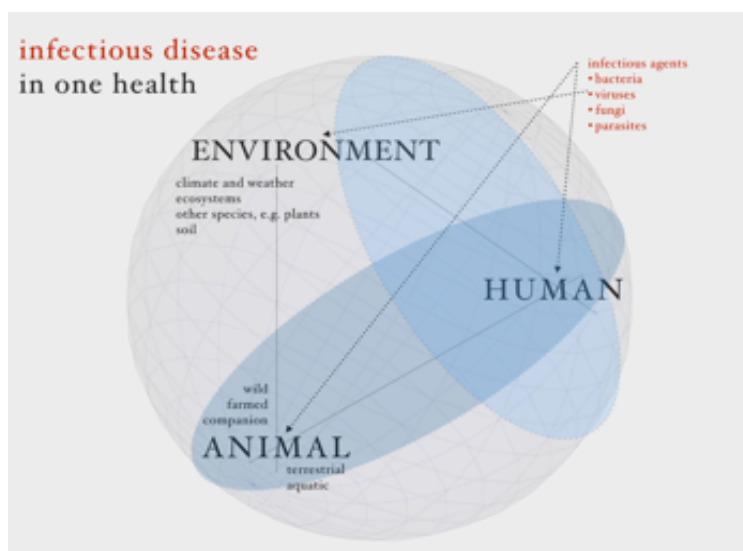 infectious disease
in one health
infectious agents
• bacteria
• viruses
• fungi
• parasites
ENVIRONMENT
climate and weather
ecosystems
other species, e.g. plants
soil
HUMAN
wild
farmed
companion
ANIMAL
terrestrial
aquatic